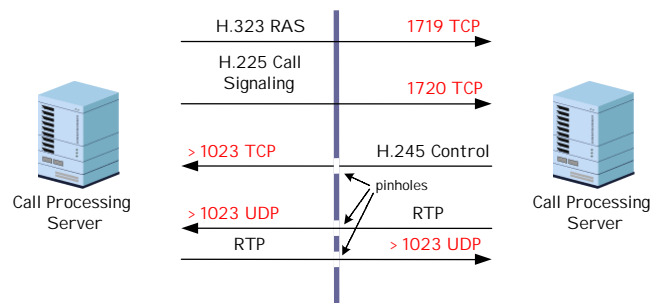 H.323 RAS
1719 TCP
H.225 Call
Signaling
1720 TCP
> 1023 TCP
H.245 Control
Call Processing
Server
pinholes
Call Processing
Server
> 1023 UDP
RTP
RTP
> 1023 UDP